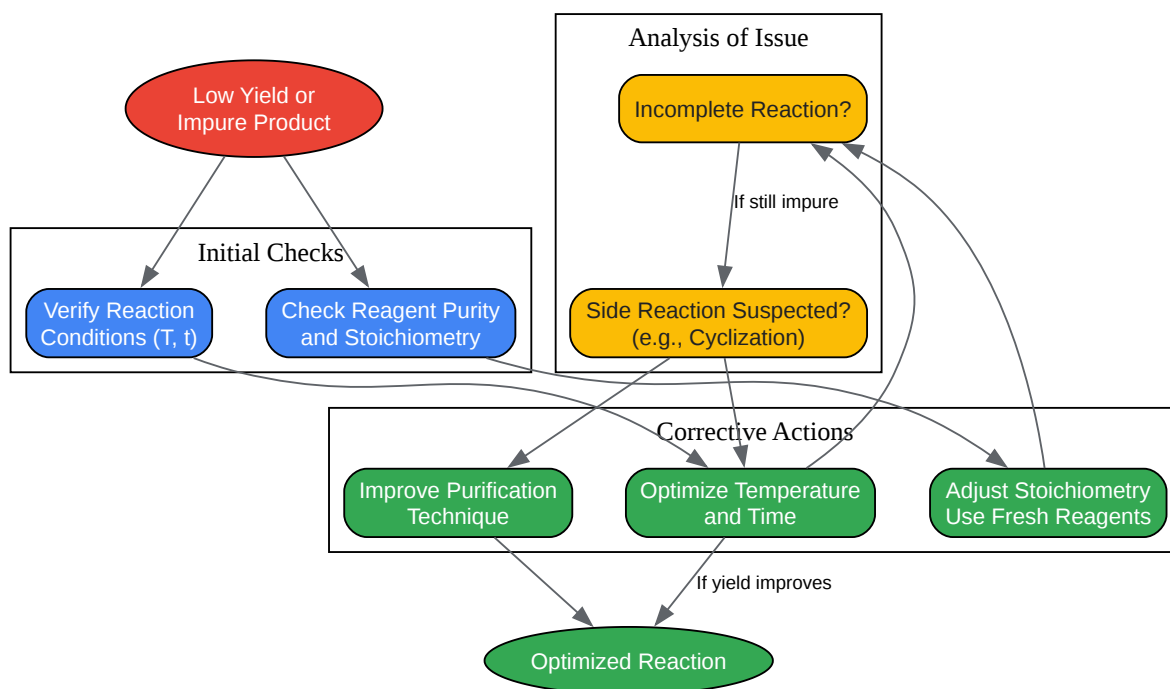 Analysis of Issue
Low Yield or
Impure Product
Incomplete Reaction?
If still impure
Initial Checks
Verify Reaction
Conditions (T, t)
Check Reagent Purity
and Stoichiometry
Side Reaction Suspected?
(e.g., Cyclization)
Corrective Actions
Improve Purification
Technique
Optimize Temperature
and Time
Adjust Stoichiometry
Use Fresh Reagents
If yield improves
Optimized Reaction